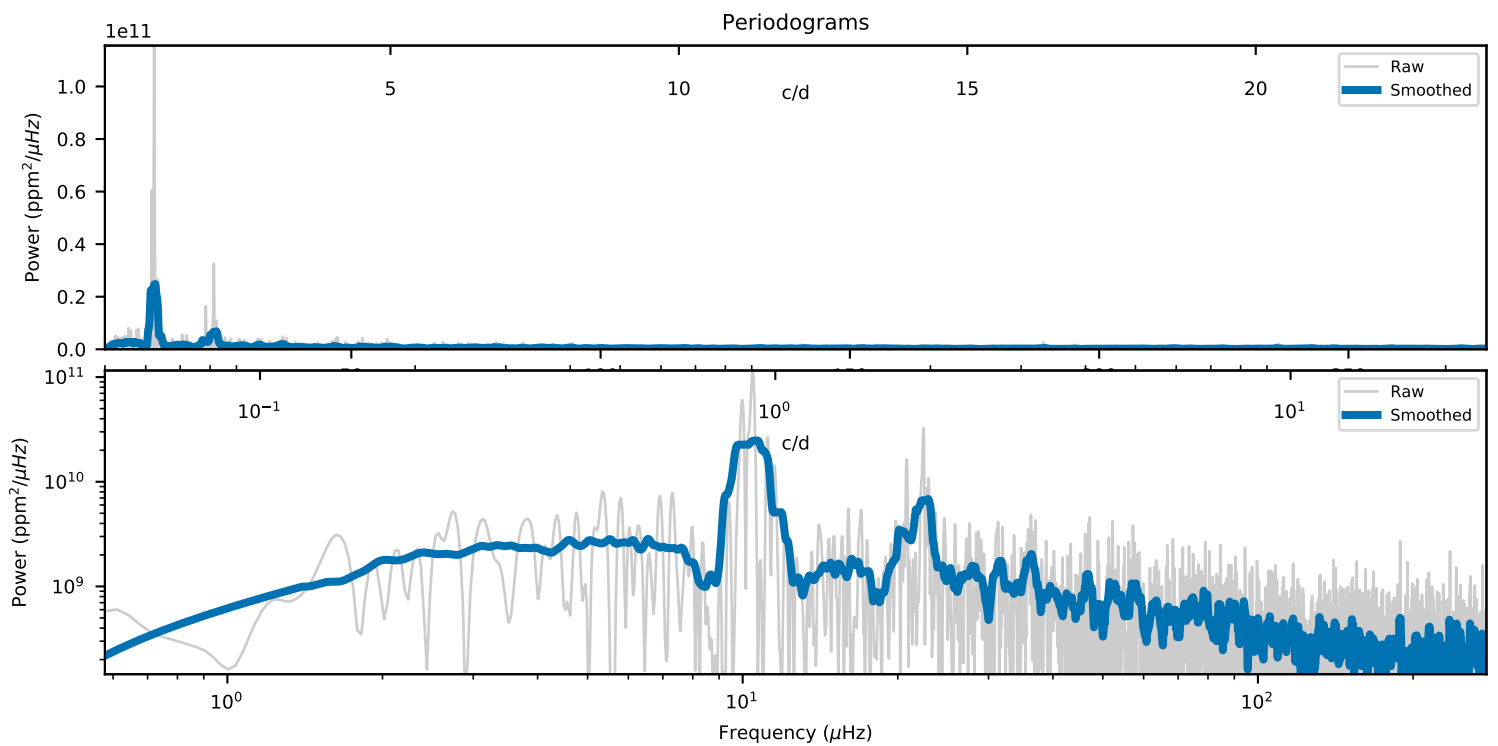 Periodograms
1e11
Power (ppm²/μHz)
1.0
0.8
0.6
0.4
0.2
0.0
5 10 15 20
c/d
Raw
Smoothed
Power (ppm²/μHz)
10¹¹
10¹⁰
10⁹
10⁻¹ 10⁰ 10¹
c/d
Raw
Smoothed
10⁰ 10¹ 10²
Frequency (μHz)